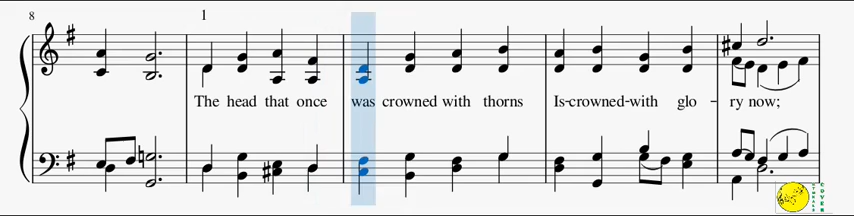 8
1
The head that once was crowned with thorns Is-crowned-with glo - ry now;